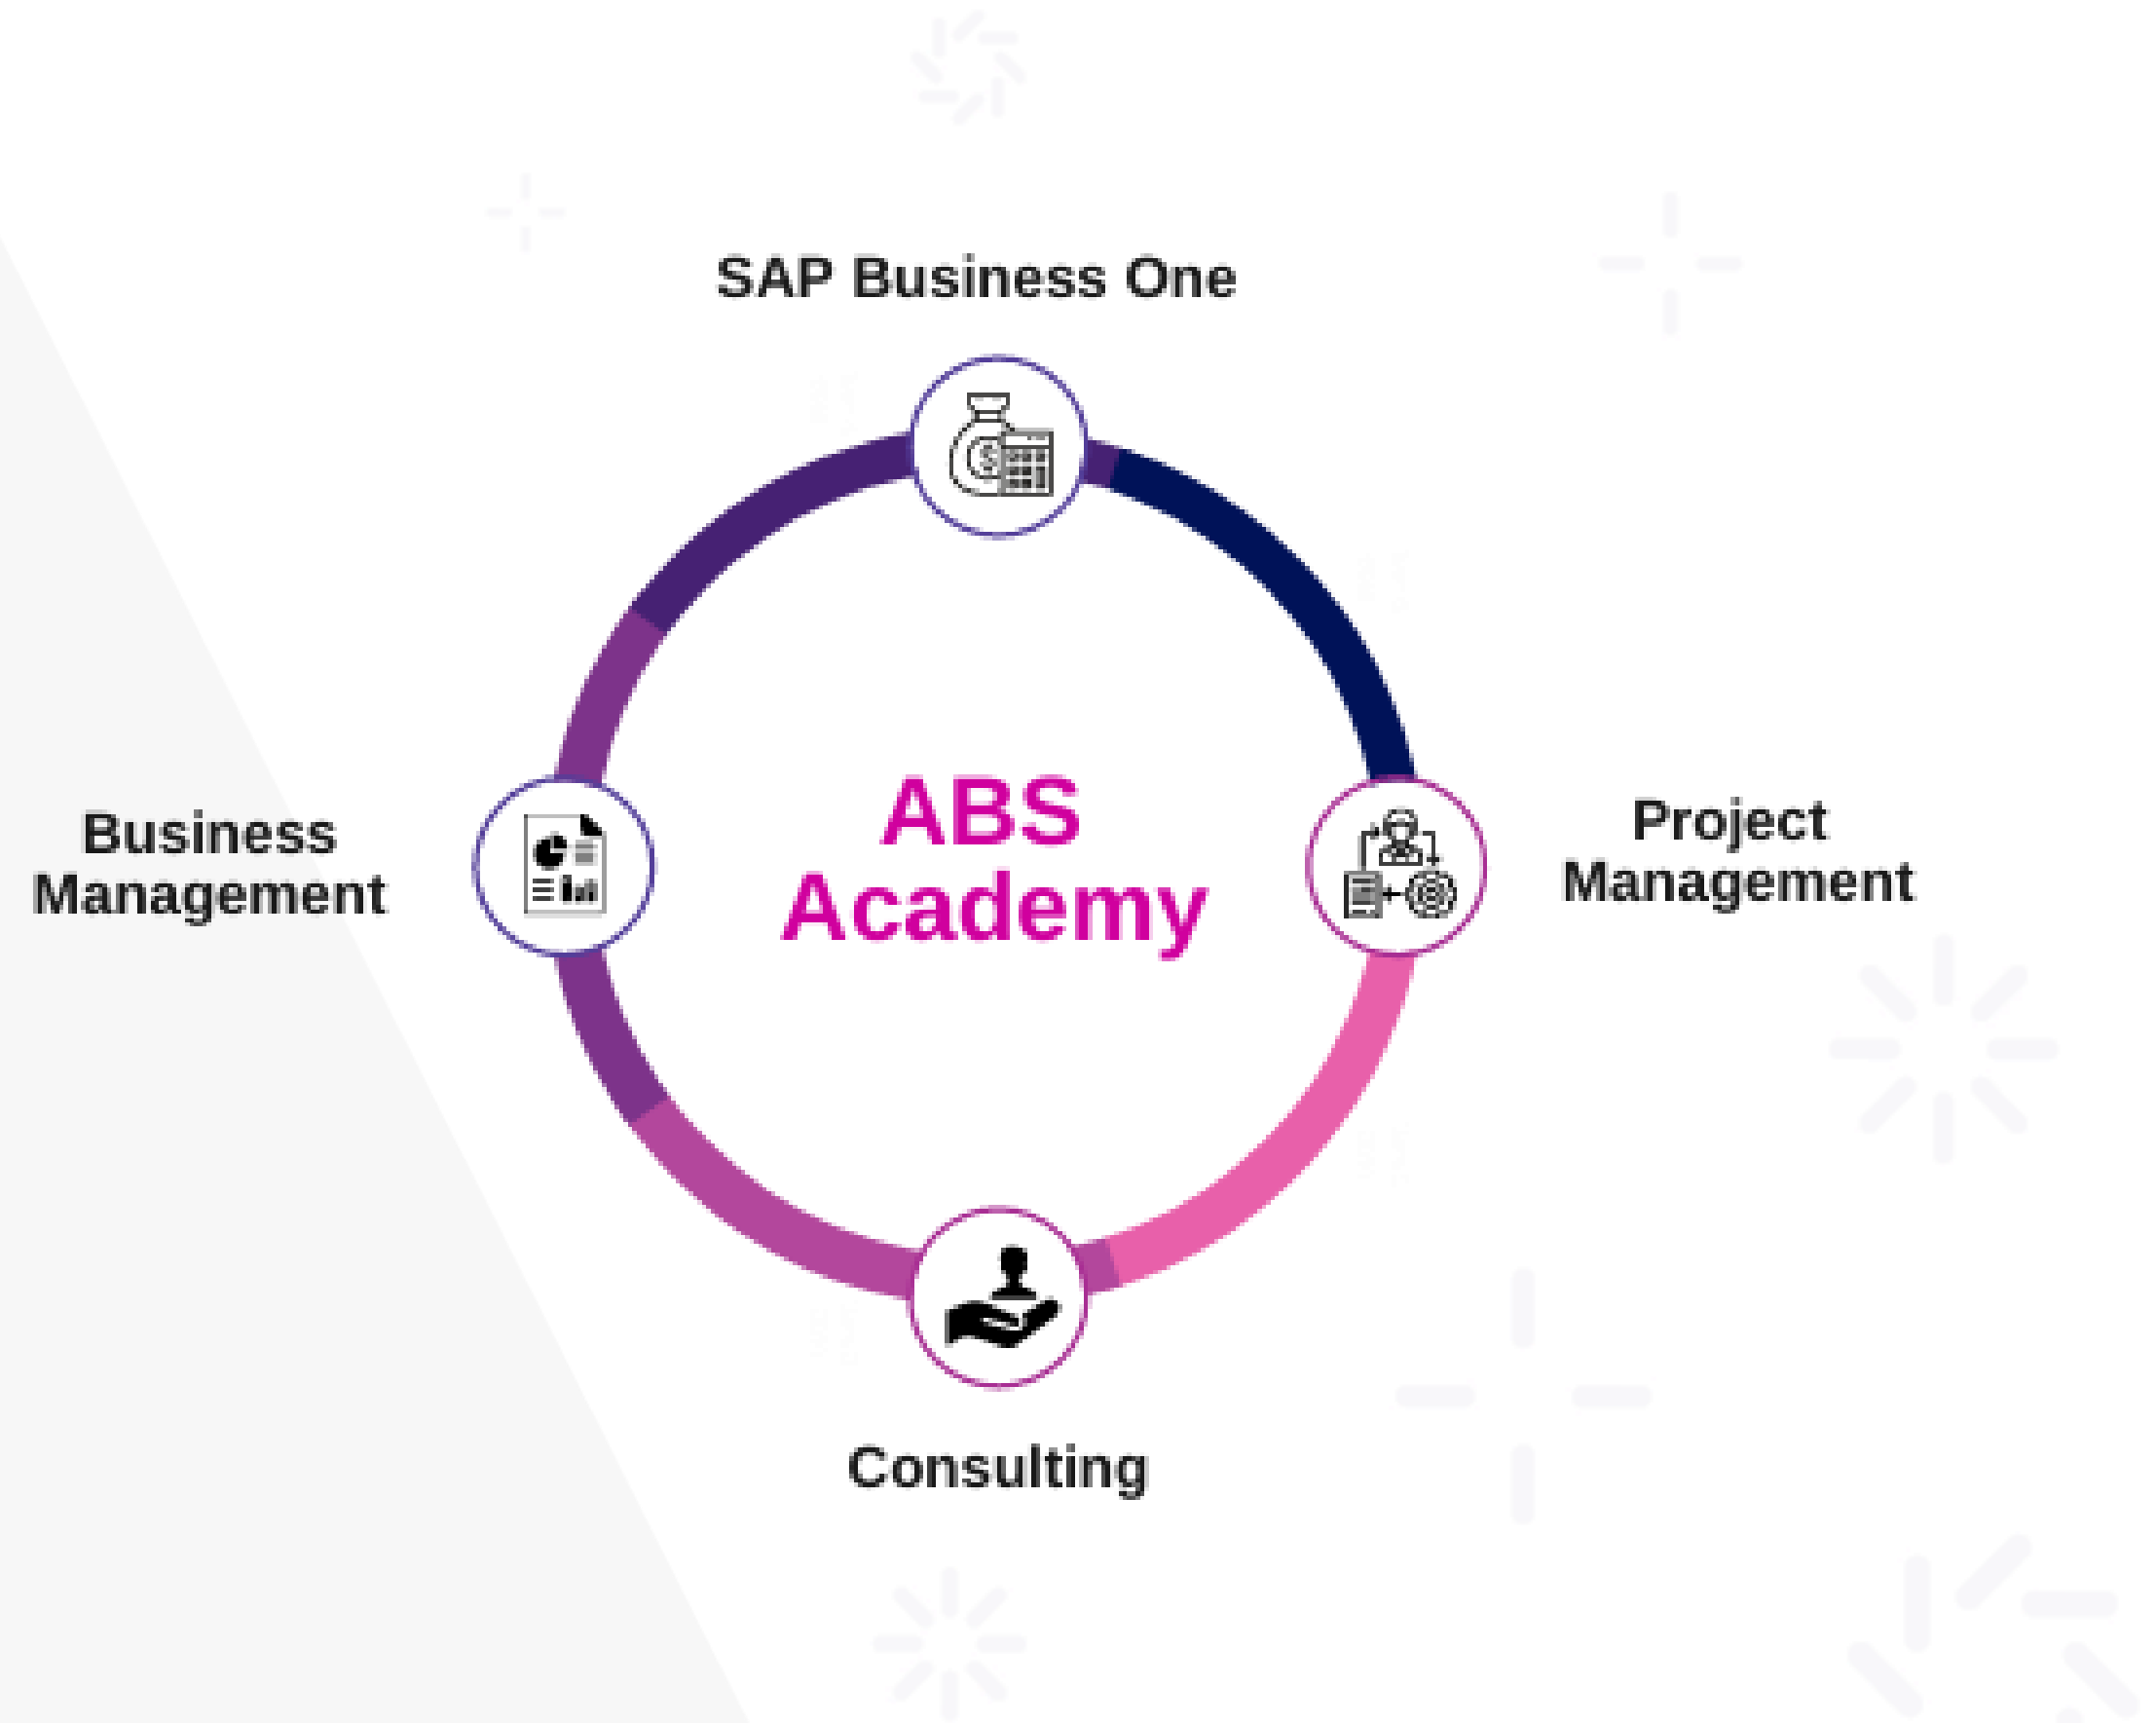 SAP Business One
Business
Management
ABS
Academy
Project
Management
Consulting